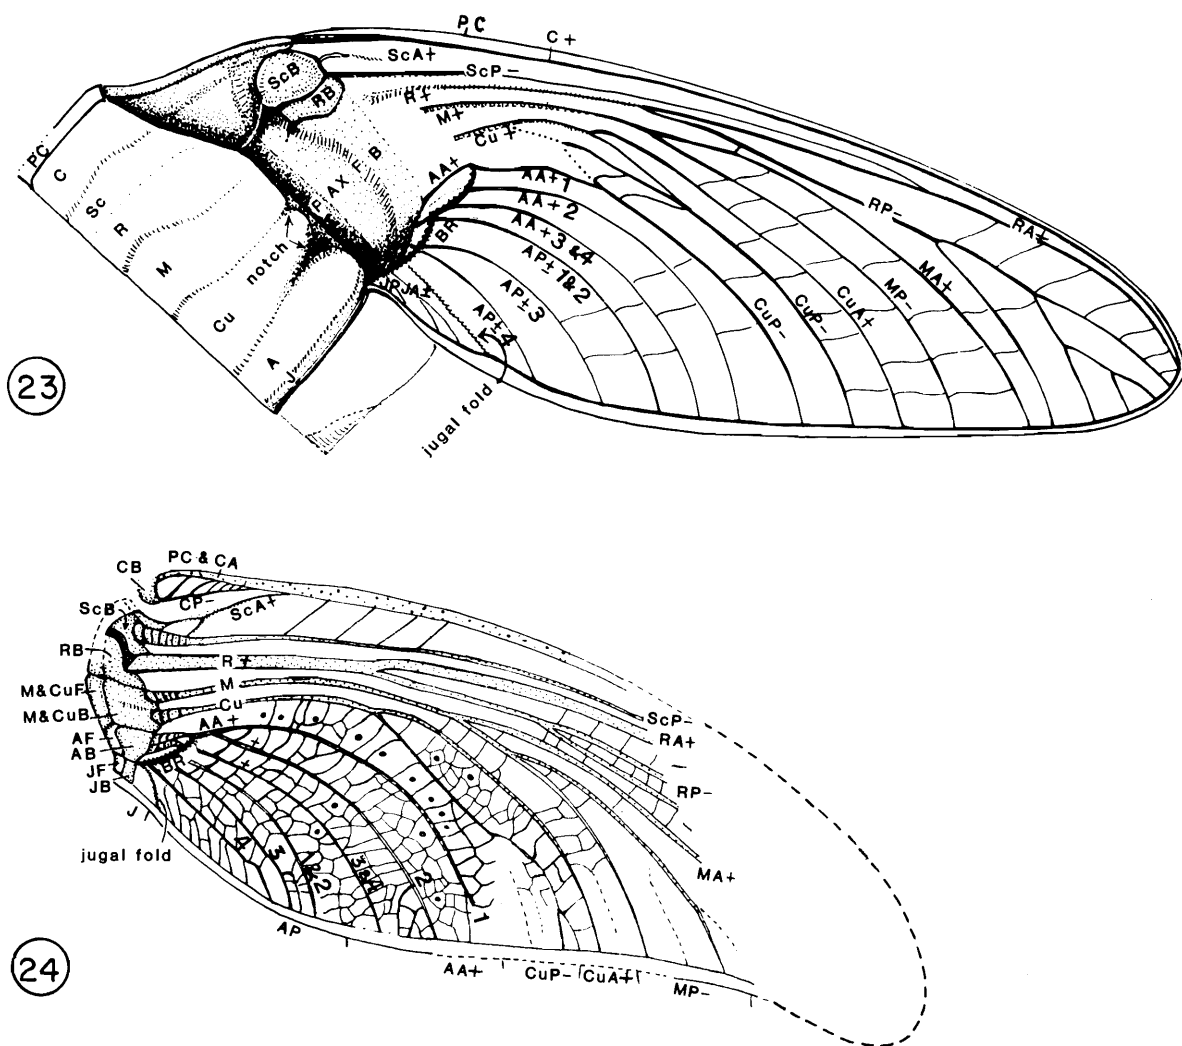 PC
C+
ScA+
ScP-
ScB
RB
R+
M+
Cu+
PC
C
Sc
R
M
Cu
A
J
F
B
F
AX
notch
AA+
BR
AA+1
AA+2
AA+3&4
AP±1&2
AP±3
AP±4
JP
JA±
jugal fold
CuP-
CuP-
CuA+
MP-
MA+
RP-
RA±
23
CB
PC & CA
CP-
ScA+
ScB
RB
R+
M&CuF
M
M&CuB
Cu
AF
AA+
AB
JF
BR
JB
J
jugal fold
4
3
1&2
3&4
2
1
ScP-
RA+
RP-
MA+
AP
AA+
CuP-
CuA+
MP-
24